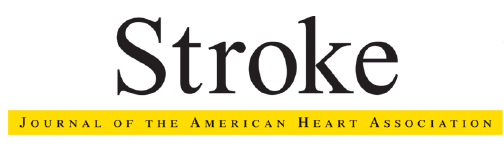 Stroke
JOURNAL OF THE AMERICAN HEART ASSOCIATION